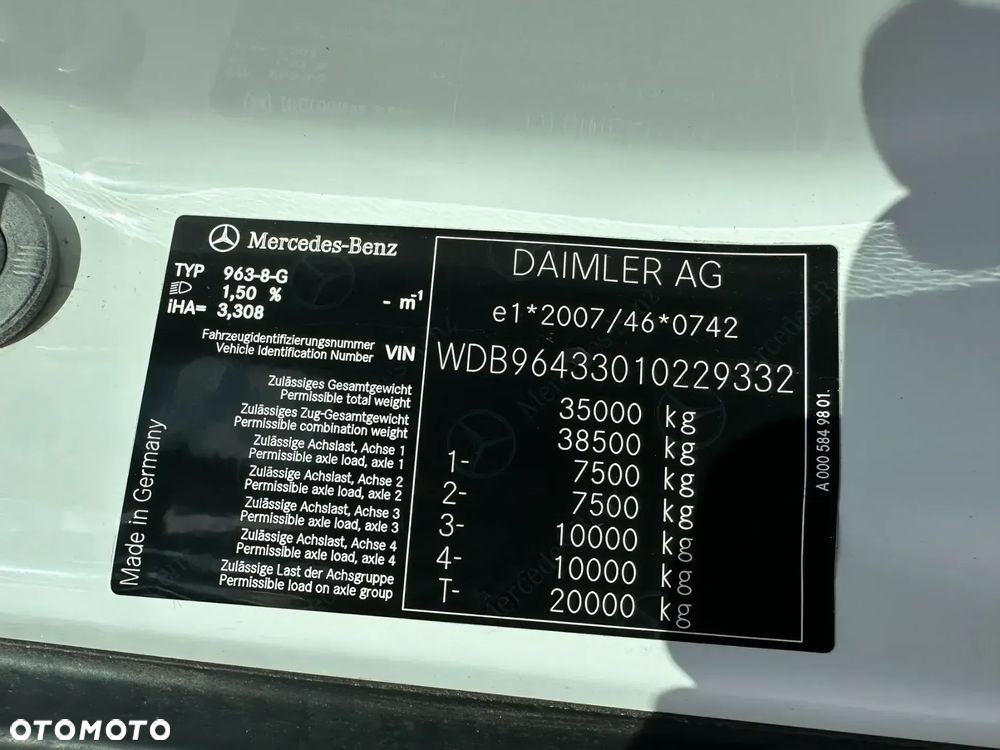 Mercedes-Benz
TYP 963-8-G
1,50 % - m⁻¹
iHA= 3,308
Fahrzeugidentifizierungsnummer
Vehicle Identification Number VIN
Zulässiges Gesamtgewicht
Permissible total weight
Zulässiges Zug-Gesamtgewicht
Permissible combination weight
Zulässige Achslast, Achse 1
Permissible axle load, axle 1
Zulässige Achslast, Achse 2
Permissible axle load, axle 2
Zulässige Achslast, Achse 3
Permissible axle load, axle 3
Zulässige Achslast, Achse 4
Permissible axle load, axle 4
Zulässige Last der Achsgruppe
Permissible load on axle group
Made in Germany
DAIMLER AG
e1*2007/46*0742
WDB96433010229332
35000 kg
38500 kg
1- 7500 kg
2- 7500 kg
3- 10000 kg
4- 10000 kg
T- 20000 kg
A 000 584 98 01.
OTOMOTO